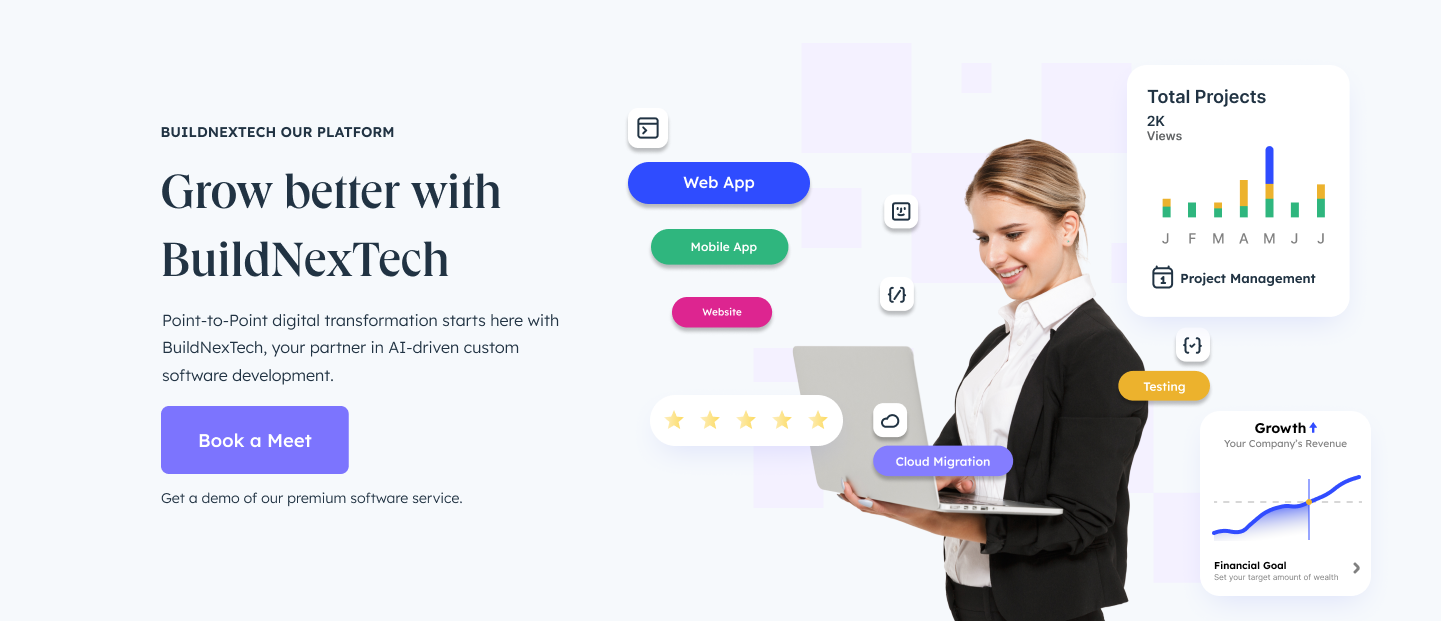 BUILDNEXTECH OUR PLATFORM
Grow better with
BuildNexTech
Point-to-Point digital transformation starts here with
BuildNexTech, your partner in AI-driven custom
software development.
Book a Meet
Get a demo of our premium software service.
Web App
Mobile App
Website
Cloud Migration
Total Projects
2K
Views
J F M A M J J
1 Project Management
Testing
Growth
Your Company's Revenue
Financial Goal
Set your target amount of wealth